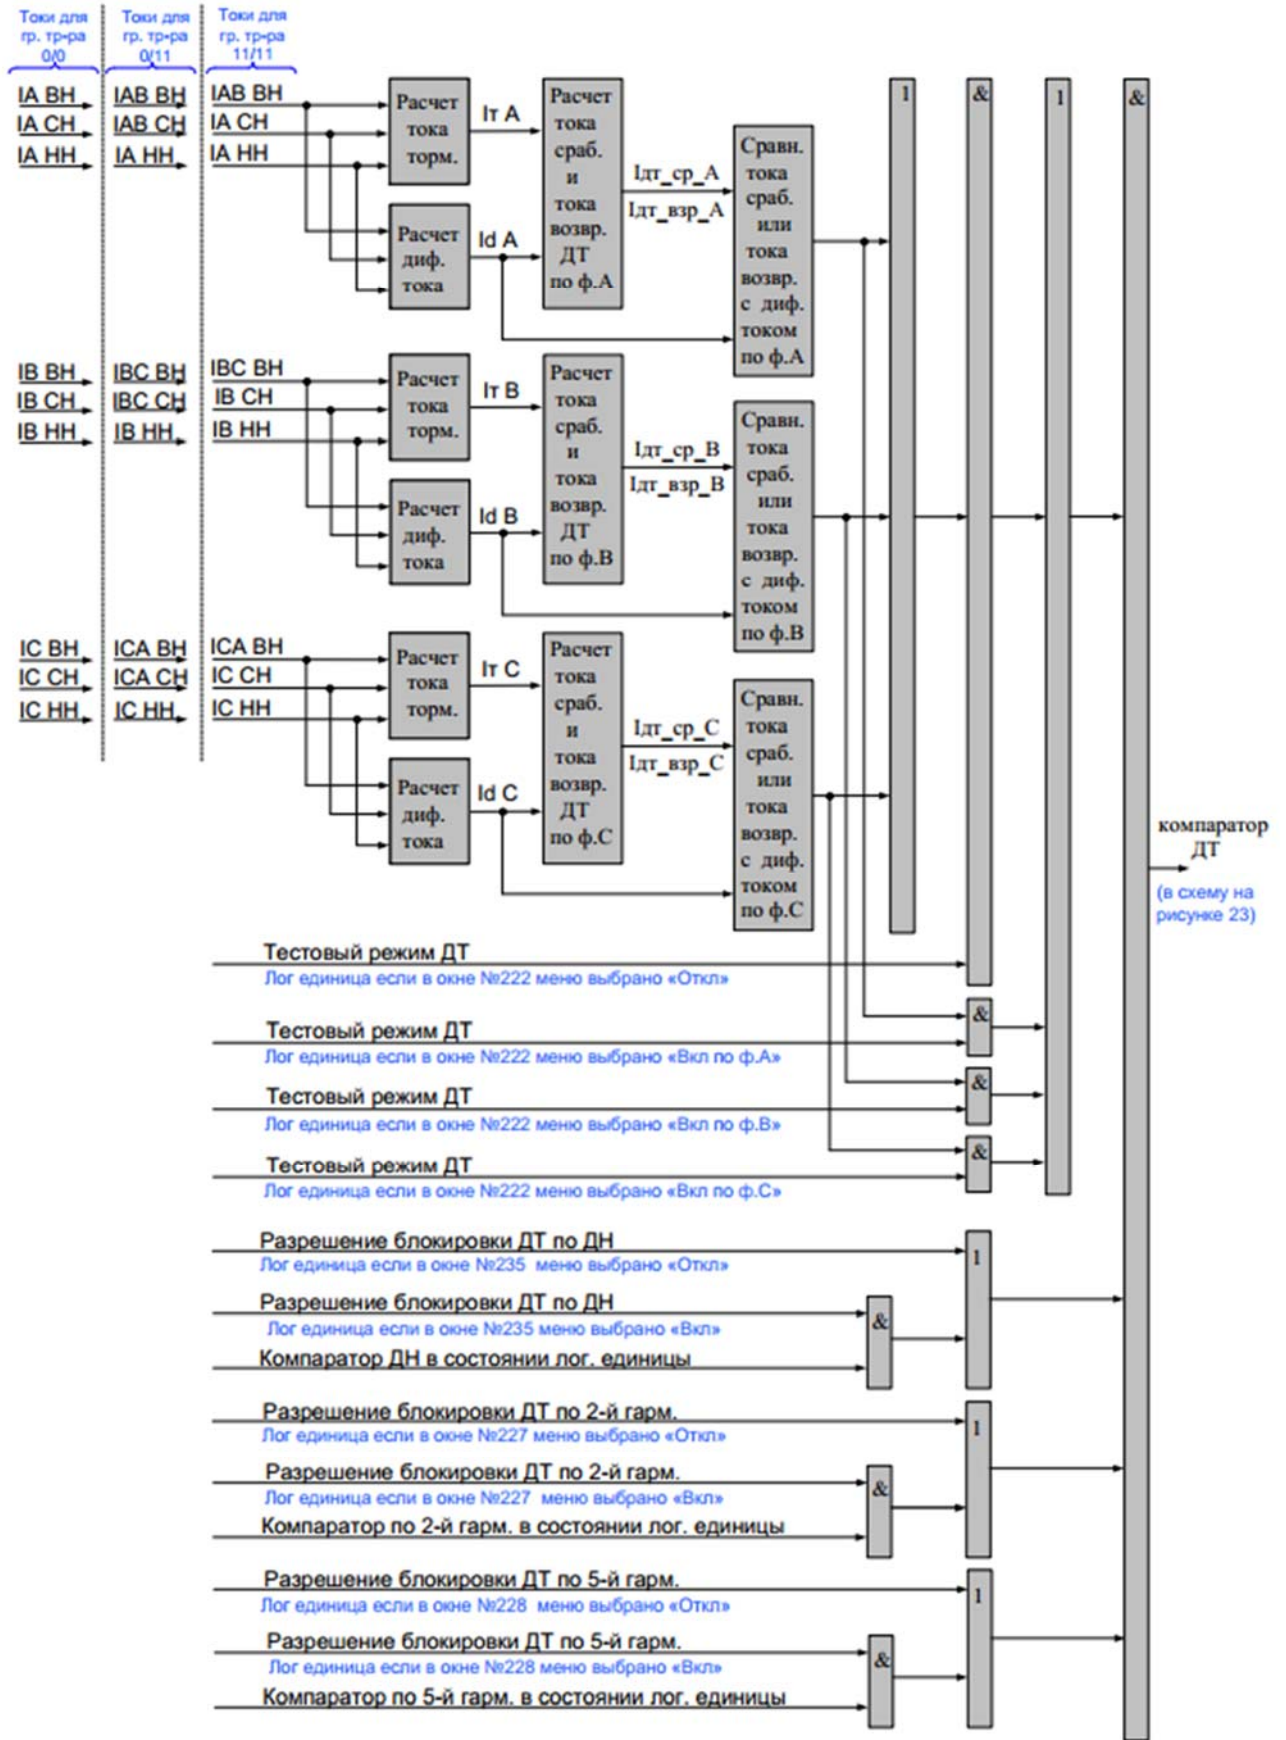 Токи для
гр. тр-ра
0/0
Токи для
гр. тр-ра
0/11
Токи для
гр. тр-ра
11/11
IA ВН
IA СН
IA НН
IAB ВН
IAB СН
IA НН
IAB ВН
IA СН
IA НН
Расчет
тока
торм.
Iт А
Расчет
диф.
тока
Id A
Расчет
тока
сраб.
и
тока
возвр.
ДТ
по ф.А
Iдт_ср_А
Iдт_взр_А
Сравн.
тока
сраб.
или
тока
возвр.
с диф.
током
по ф.А
1
&
1
&
IB ВН
IB СН
IB НН
IBC ВН
IBC СН
IB НН
IBC ВН
IB СН
IB НН
Расчет
тока
торм.
Iт В
Расчет
диф.
тока
Id B
Расчет
тока
сраб.
и
тока
возвр.
ДТ
по ф.В
Iдт_ср_В
Iдт_взр_В
Сравн.
тока
сраб.
или
тока
возвр.
с диф.
током
по ф.В
IC ВН
IC СН
IC НН
ICA ВН
ICA СН
IC НН
ICA ВН
IC СН
IC НН
Расчет
тока
торм.
Iт С
Расчет
диф.
тока
Id C
Расчет
тока
сраб.
и
тока
возвр.
ДТ
по ф.С
Iдт_ср_С
Iдт_взр_С
Сравн.
тока
сраб.
или
тока
возвр.
с диф.
током
по ф.С
компаратор
ДТ
(в схему на
рисунке 23)
Тестовый режим ДТ
Лог единица если в окне №222 меню выбрано «Откл»
Тестовый режим ДТ
&
Лог единица если в окне №222 меню выбрано «Вкл по ф.А»
Тестовый режим ДТ
&
Лог единица если в окне №222 меню выбрано «Вкл по ф.В»
Тестовый режим ДТ
&
Лог единица если в окне №222 меню выбрано «Вкл по ф.С»
Разрешение блокировки ДТ по ДН
1
Лог единица если в окне №235 меню выбрано «Откл»
Разрешение блокировки ДТ по ДН
&
Лог единица если в окне №235 меню выбрано «Вкл»
Компаратор ДН в состоянии лог. единицы
Разрешение блокировки ДТ по 2-й гарм.
1
Лог единица если в окне №227 меню выбрано «Откл»
Разрешение блокировки ДТ по 2-й гарм.
&
Лог единица если в окне №227 меню выбрано «Вкл»
Компаратор по 2-й гарм. в состоянии лог. единицы
Разрешение блокировки ДТ по 5-й гарм.
1
Лог единица если в окне №228 меню выбрано «Откл»
Разрешение блокировки ДТ по 5-й гарм.
&
Лог единица если в окне №228 меню выбрано «Вкл»
Компаратор по 5-й гарм. в состоянии лог. единицы